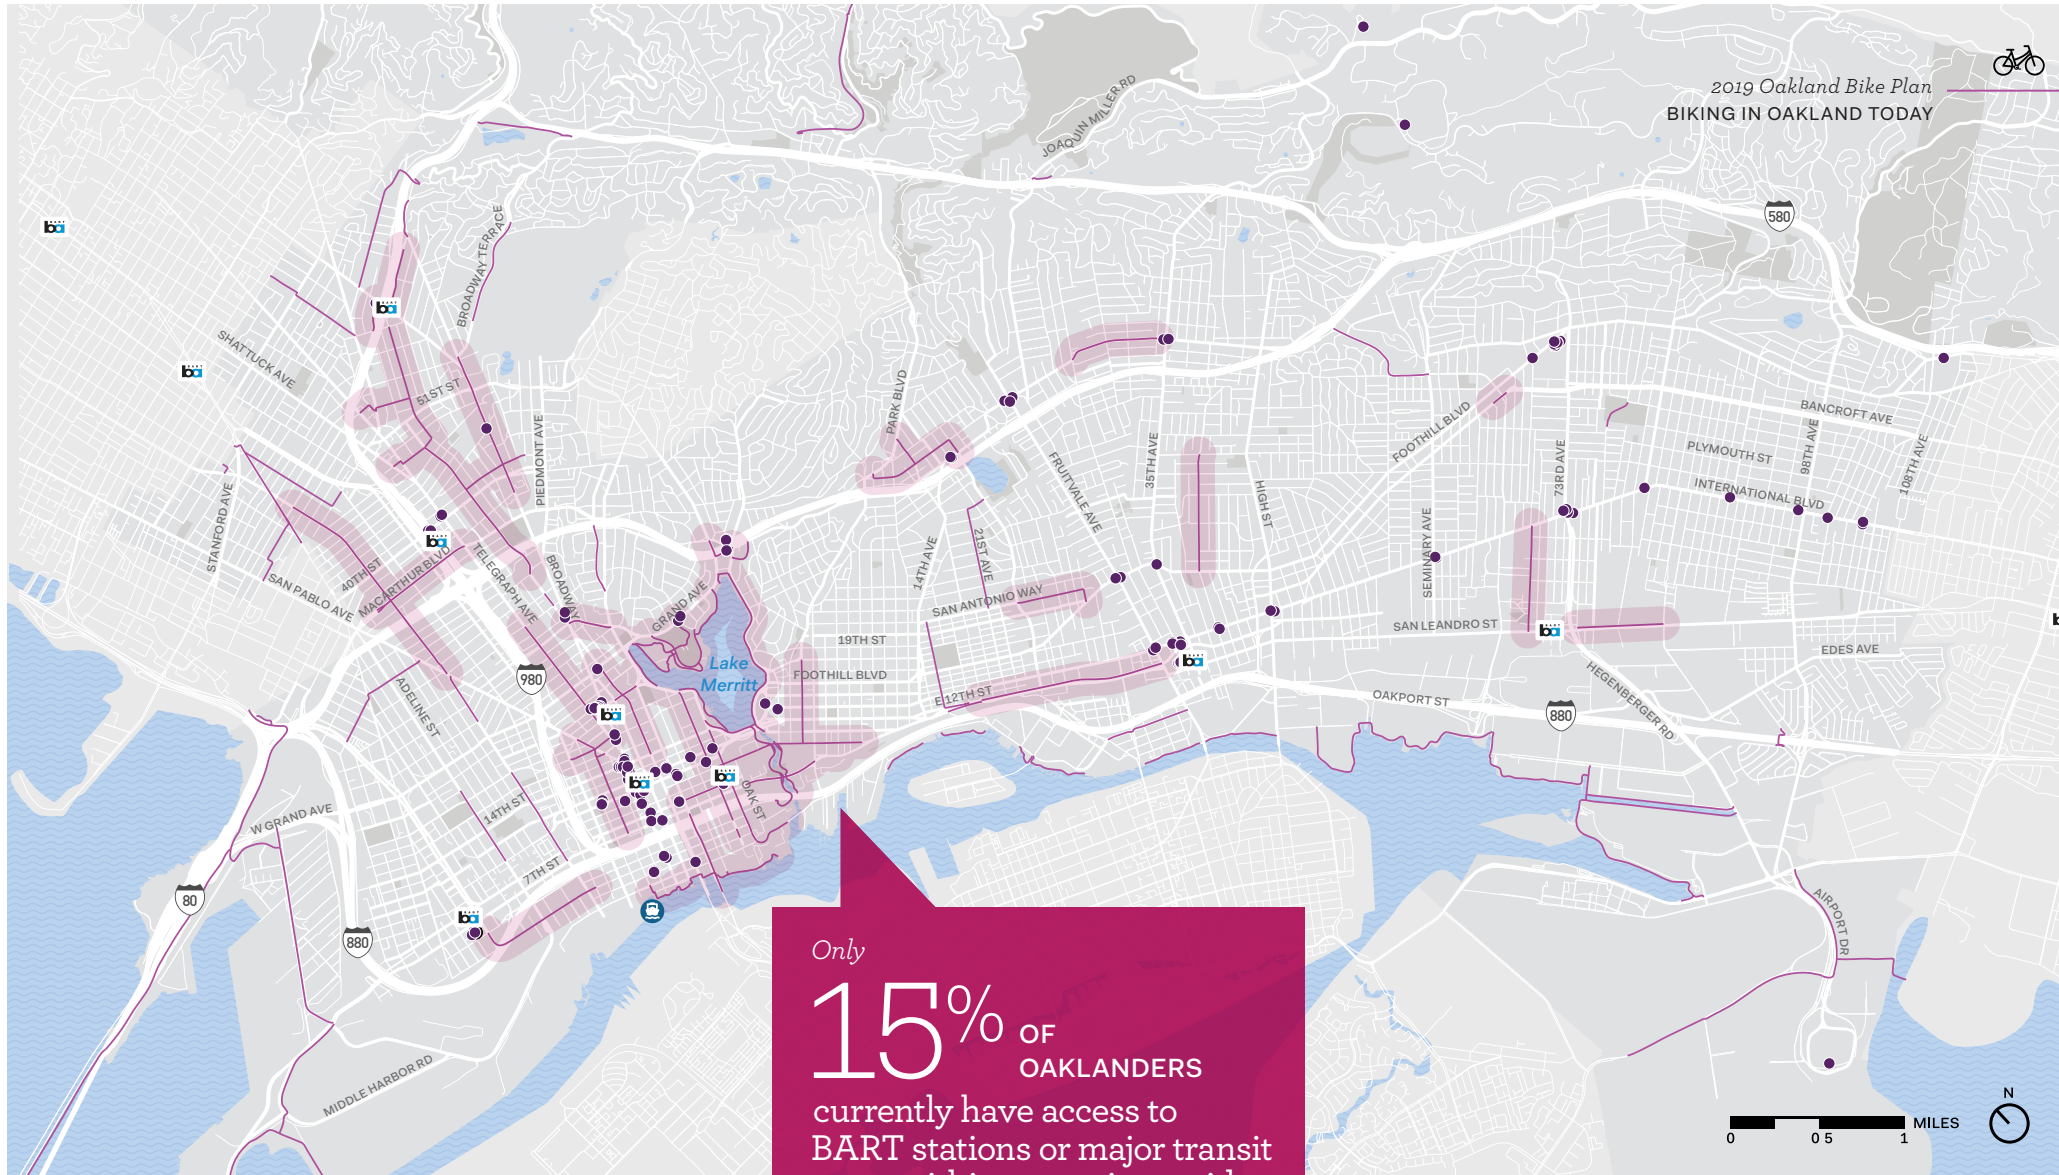 2019 Oakland Bike Plan
BIKING IN OAKLAND TODAY
JOAQUIN MILLER RD
580
BROADWAY TERRACE
SHATTUCK AVE
51ST ST
PIEDMONT AVE
PARK BLVD
FRUITVALE AVE
35TH AVE
HIGH ST
FOOTHILL BLVD
SEMINARY AVE
73RD AVE
BANCROFT AVE
PLYMOUTH ST
98TH AVE
108TH AVE
INTERNATIONAL BLVD
STANFORD AVE
40TH ST
SAN PABLO AVE
MACARTHUR BLVD
TELEGRAPH AVE
BROADWAY
GRAND AVE
14TH AVE
21ST AVE
SAN ANTONIO WAY
19TH ST
SAN LEANDRO ST
EDES AVE
Lake
Merritt
FOOTHILL BLVD
E 12TH ST
OAKPORT ST
HEGENBERGER RD
880
980
ADELINE ST
OAK ST
14TH ST
W GRAND AVE
7TH ST
80
880
AIRPORT DR
MIDDLE HARBOR RD
Only
15% OF
OAKLANDERS
currently have access to
BART stations or major transit
N
0 0 5 1 MILES